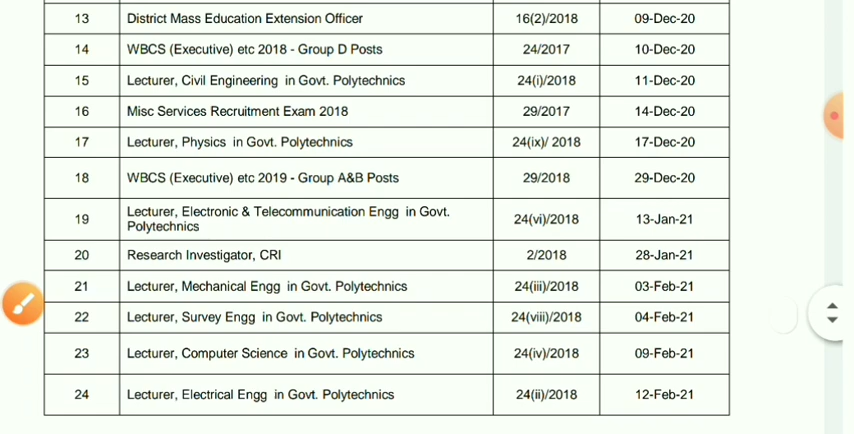 13 District Mass Education Extension Officer 16(2)/2018 09-Dec-20
14 WBCS (Executive) etc 2018 - Group D Posts 24/2017 10-Dec-20
15 Lecturer, Civil Engineering in Govt. Polytechnics 24(i)/2018 11-Dec-20
16 Misc Services Recruitment Exam 2018 29/2017 14-Dec-20
17 Lecturer, Physics in Govt. Polytechnics 24(ix)/ 2018 17-Dec-20
18 WBCS (Executive) etc 2019 - Group A&B Posts 29/2018 29-Dec-20
19 Lecturer, Electronic & Telecommunication Engg in Govt. Polytechnics 24(vi)/2018 13-Jan-21
20 Research Investigator, CRI 2/2018 28-Jan-21
21 Lecturer, Mechanical Engg in Govt. Polytechnics 24(iii)/2018 03-Feb-21
22 Lecturer, Survey Engg in Govt. Polytechnics 24(viii)/2018 04-Feb-21
23 Lecturer, Computer Science in Govt. Polytechnics 24(iv)/2018 09-Feb-21
24 Lecturer, Electrical Engg in Govt. Polytechnics 24(ii)/2018 12-Feb-21